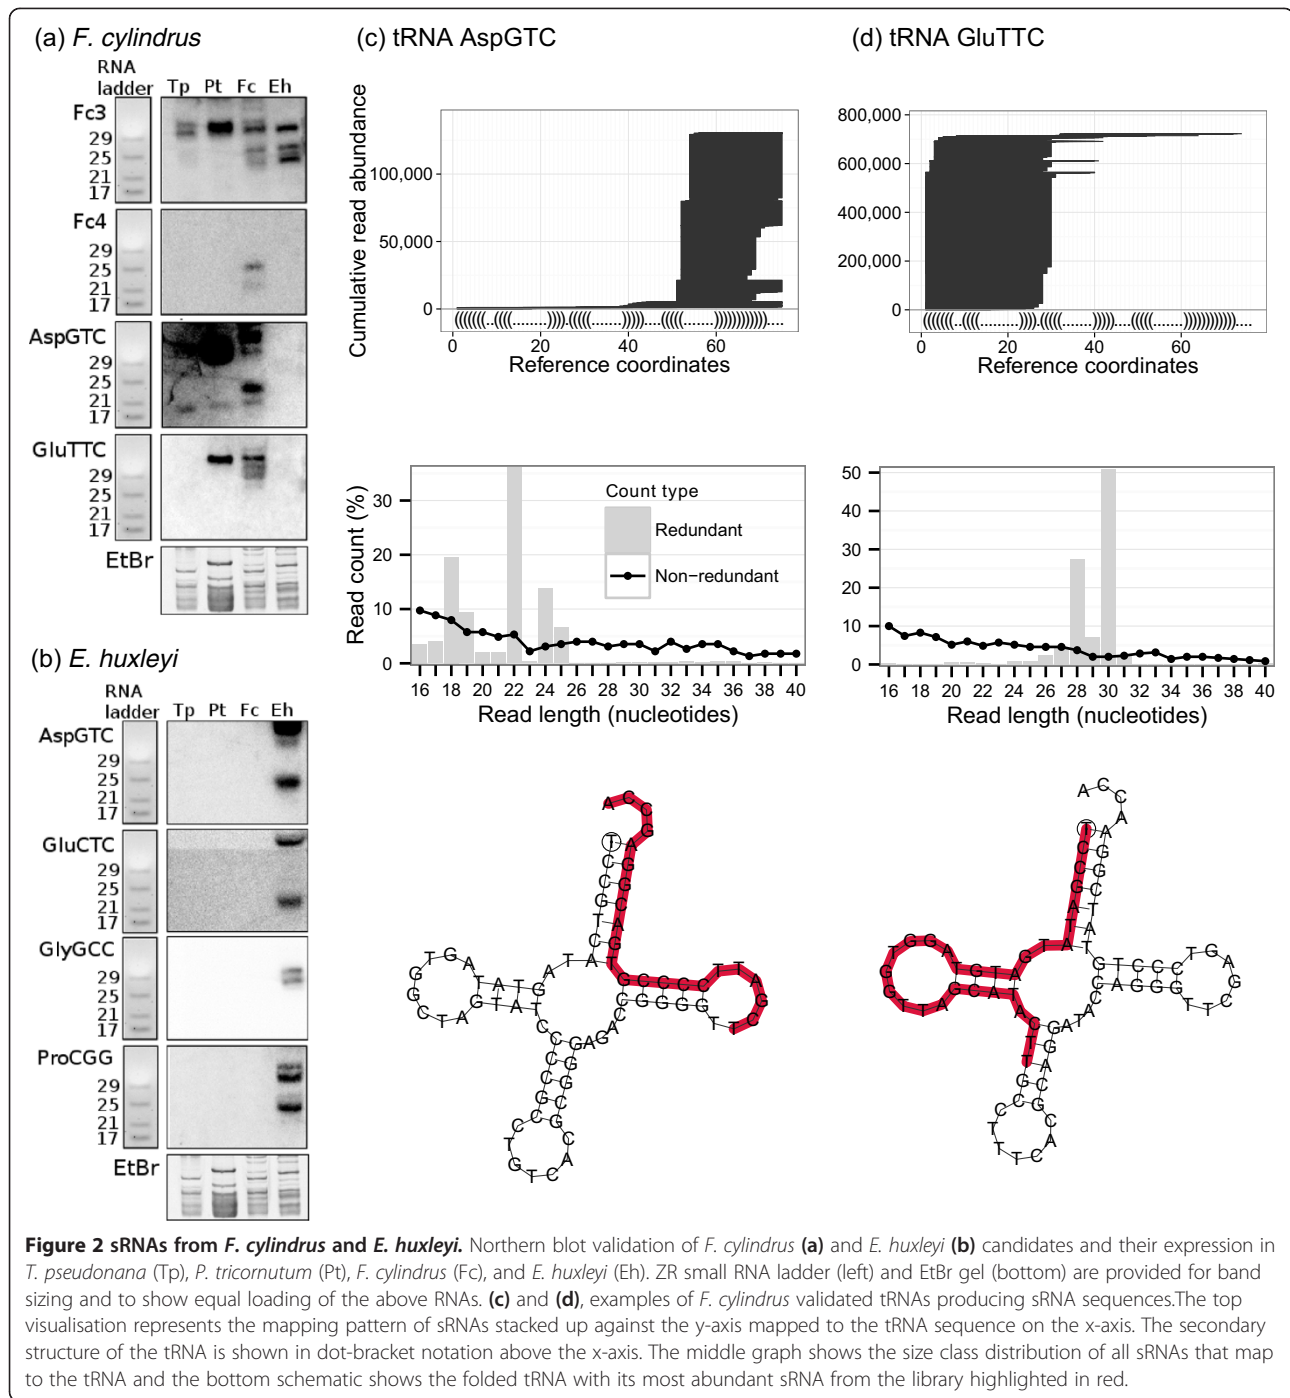 (a) F. cylindrus
RNA ladder
Tp Pt Fc Eh
Fc3
29
25
21
17
Fc4
29
25
21
17
AspGTC
29
25
21
17
GluTTC
29
25
21
17
EtBr
(b) E. huxleyi
RNA ladder
Tp Pt Fc Eh
AspGTC
29
25
21
17
GluCTC
29
25
21
17
GlyGCC
29
25
21
17
ProCGG
29
25
21
17
EtBr
(c) tRNA AspGTC
Cumulative read abundance
100,000
50,000
0
0 20 40 60
Reference coordinates
Read count (%)
30
20
10
0
Count type
Redundant
Non-redundant
16 18 20 22 24 26 28 30 32 34 36 38 40
Read length (nucleotides)
(d) tRNA GluTTC
800,000
600,000
400,000
200,000
0
0 20 40 60
Reference coordinates
50
40
30
20
10
0
16 18 20 22 24 26 28 30 32 34 36 38 40
Read length (nucleotides)
Figure 2 sRNAs from F. cylindrus and E. huxleyi. Northern blot validation of F. cylindrus (a) and E. huxleyi (b) candidates and their expression in
T. pseudonana (Tp), P. tricornutum (Pt), F. cylindrus (Fc), and E. huxleyi (Eh). ZR small RNA ladder (left) and EtBr gel (bottom) are provided for band
sizing and to show equal loading of the above RNAs. (c) and (d), examples of F. cylindrus validated tRNAs producing sRNA sequences.The top
visualisation represents the mapping pattern of sRNAs stacked up against the y-axis mapped to the tRNA sequence on the x-axis. The secondary
structure of the tRNA is shown in dot-bracket notation above the x-axis. The middle graph shows the size class distribution of all sRNAs that map
to the tRNA and the bottom schematic shows the folded tRNA with its most abundant sRNA from the library highlighted in red.